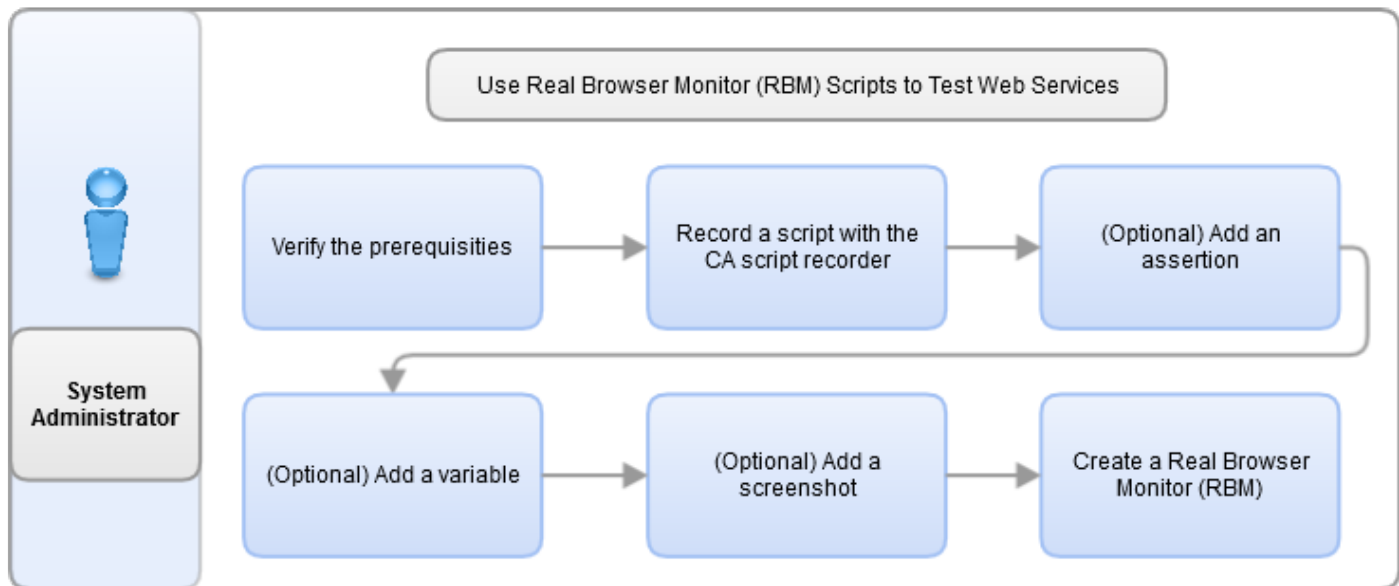 Use Real Browser Monitor (RBM) Scripts to Test Web Services
Verify the prerequisities
Record a script with the
CA script recorder
(Optional) Add an
assertion
System
Administrator
(Optional) Add a variable
(Optional) Add a
screenshot
Create a Real Browser
Monitor (RBM)